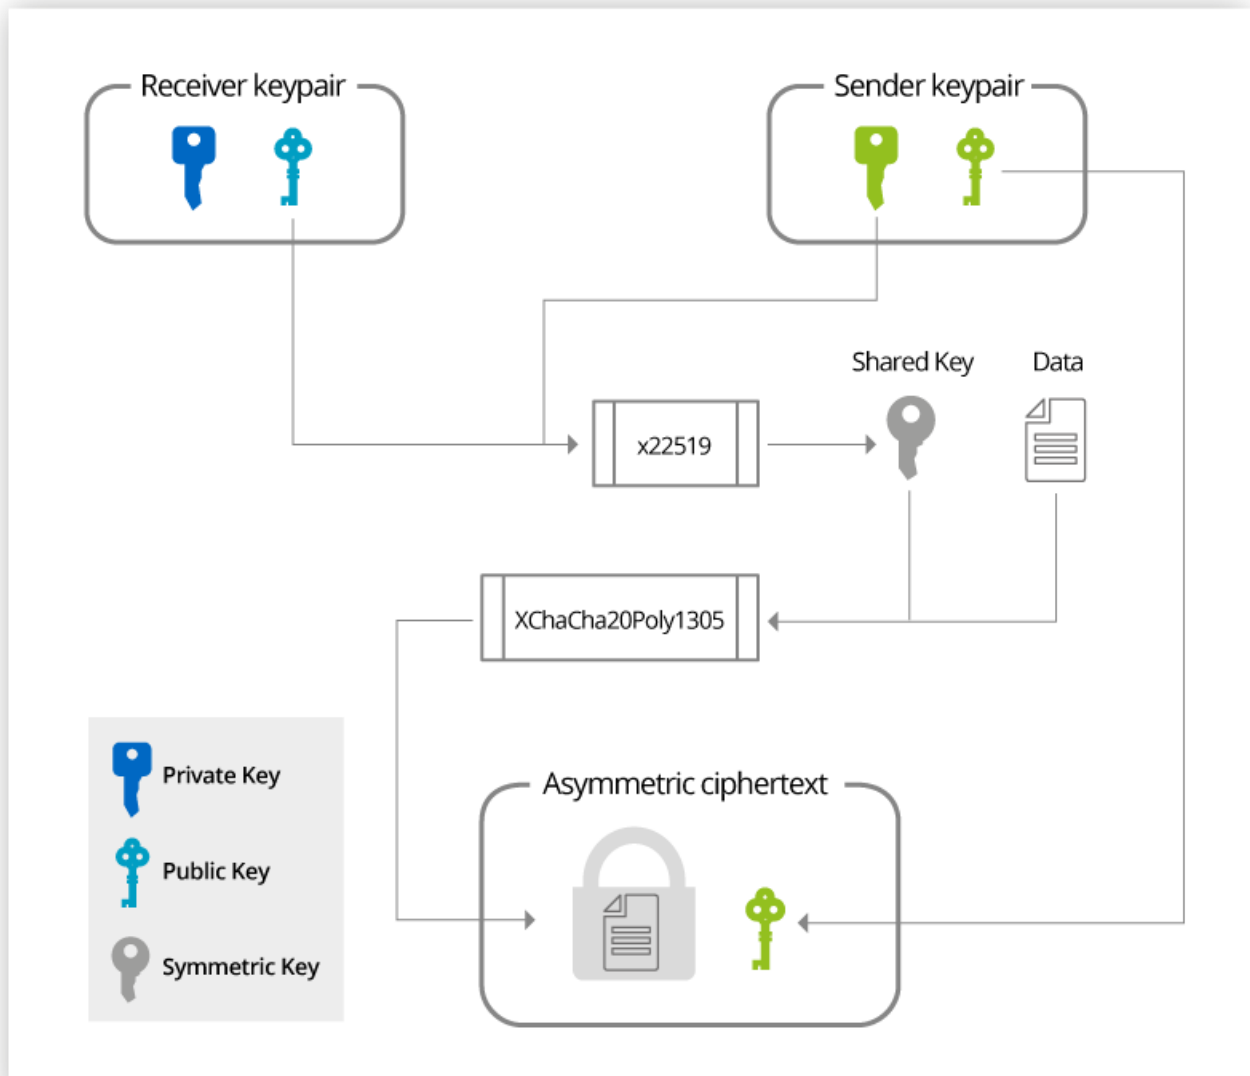 Receiver keypair
Sender keypair
Shared Key
Data
x22519
XChaCha20Poly1305
Private Key
Public Key
Symmetric Key
Asymmetric ciphertext